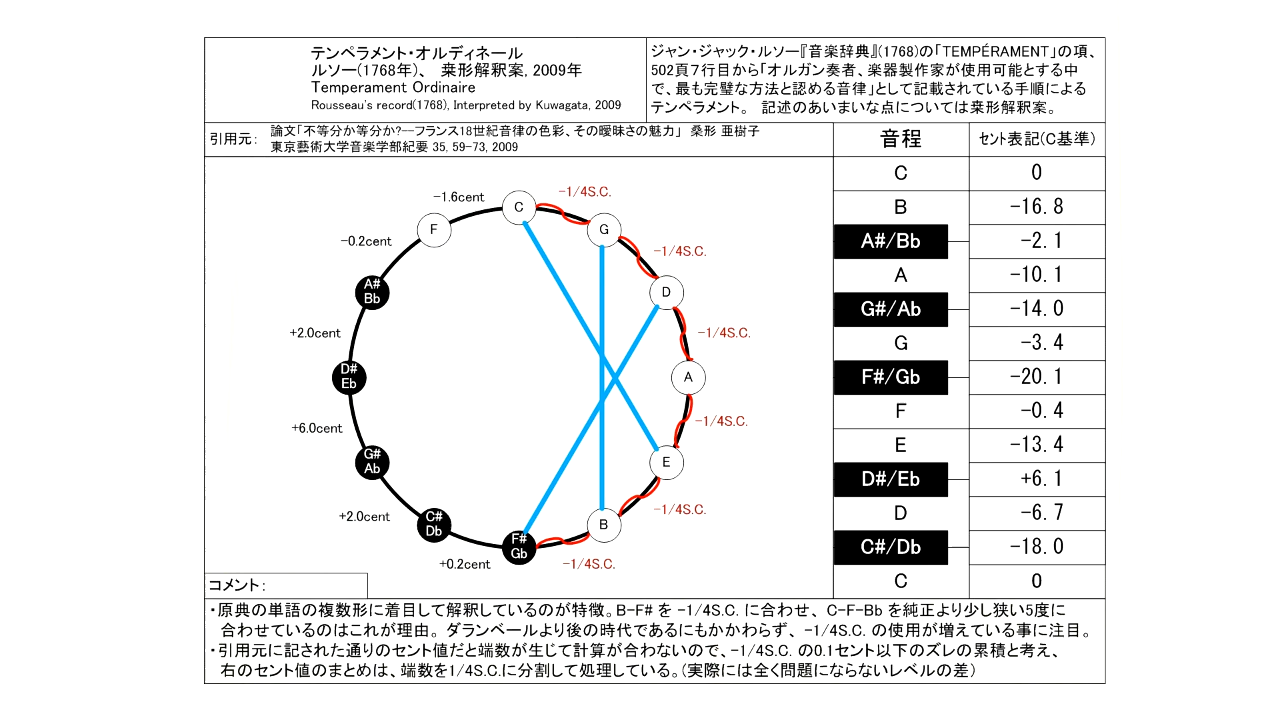 テンペラメント・オルディネール
ルソー(1768年)、 桒形解釈案, 2009年
Temperament Ordinaire
Rousseau's record(1768), Interpreted by Kuwagata, 2009
ジャン・ジャック・ルソー『音楽辞典』(1768)の「TEMPÉRAMENT」の項、
502頁7行目から「オルガン奏者、楽器製作家が使用可能とする中
で、最も完璧な方法と認める音律」として記載されている手順による
テンペラメント。 記述のあいまいな点については桒形解釈案。
引用元:
論文「不等分か等分か?--フランス18世紀音律の色彩、その曖昧さの魅力」 桑形 亜樹子
東京藝術大学音楽学部紀要 35, 59-73, 2009
音程 セント表記(C基準)
C 0
B -16.8
A#/Bb -2.1
A -10.1
G#/Ab -14.0
G -3.4
F#/Gb -20.1
F -0.4
E -13.4
D#/Eb +6.1
D -6.7
C#/Db -18.0
C 0
C
-1/4S.C.
G
-1/4S.C.
D
-1/4S.C.
A
-1/4S.C.
E
-1/4S.C.
B
-1/4S.C.
F#
Gb
+0.2cent
C#
Db
+2.0cent
G#
Ab
+6.0cent
D#
Eb
+2.0cent
A#
Bb
-0.2cent
F
-1.6cent
コメント:
・原典の単語の複数形に着目して解釈しているのが特徴。B-F# を -1/4S.C. に合わせ、 C-F-Bb を純正より少し狭い5度に
合わせているのはこれが理由。 ダランベールより後の時代であるにもかかわらず、 -1/4S.C. の使用が増えている事に注目。
・引用元に記された通りのセント値だと端数が生じて計算が合わないので、-1/4S.C. の0.1セント以下のズレの累積と考え、
右のセント値のまとめは、端数を1/4S.C.に分割して処理している。(実際には全く問題にならないレベルの差)